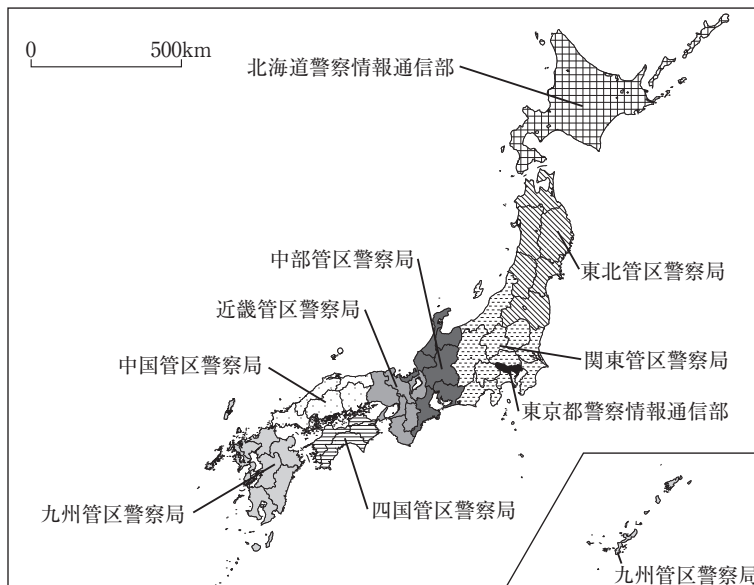 0 500km
北海道警察情報通信部
中部管区警察局
東北管区警察局
近畿管区警察局
中国管区警察局
関東管区警察局
東京都警察情報通信部
九州管区警察局
四国管区警察局
九州管区警察局